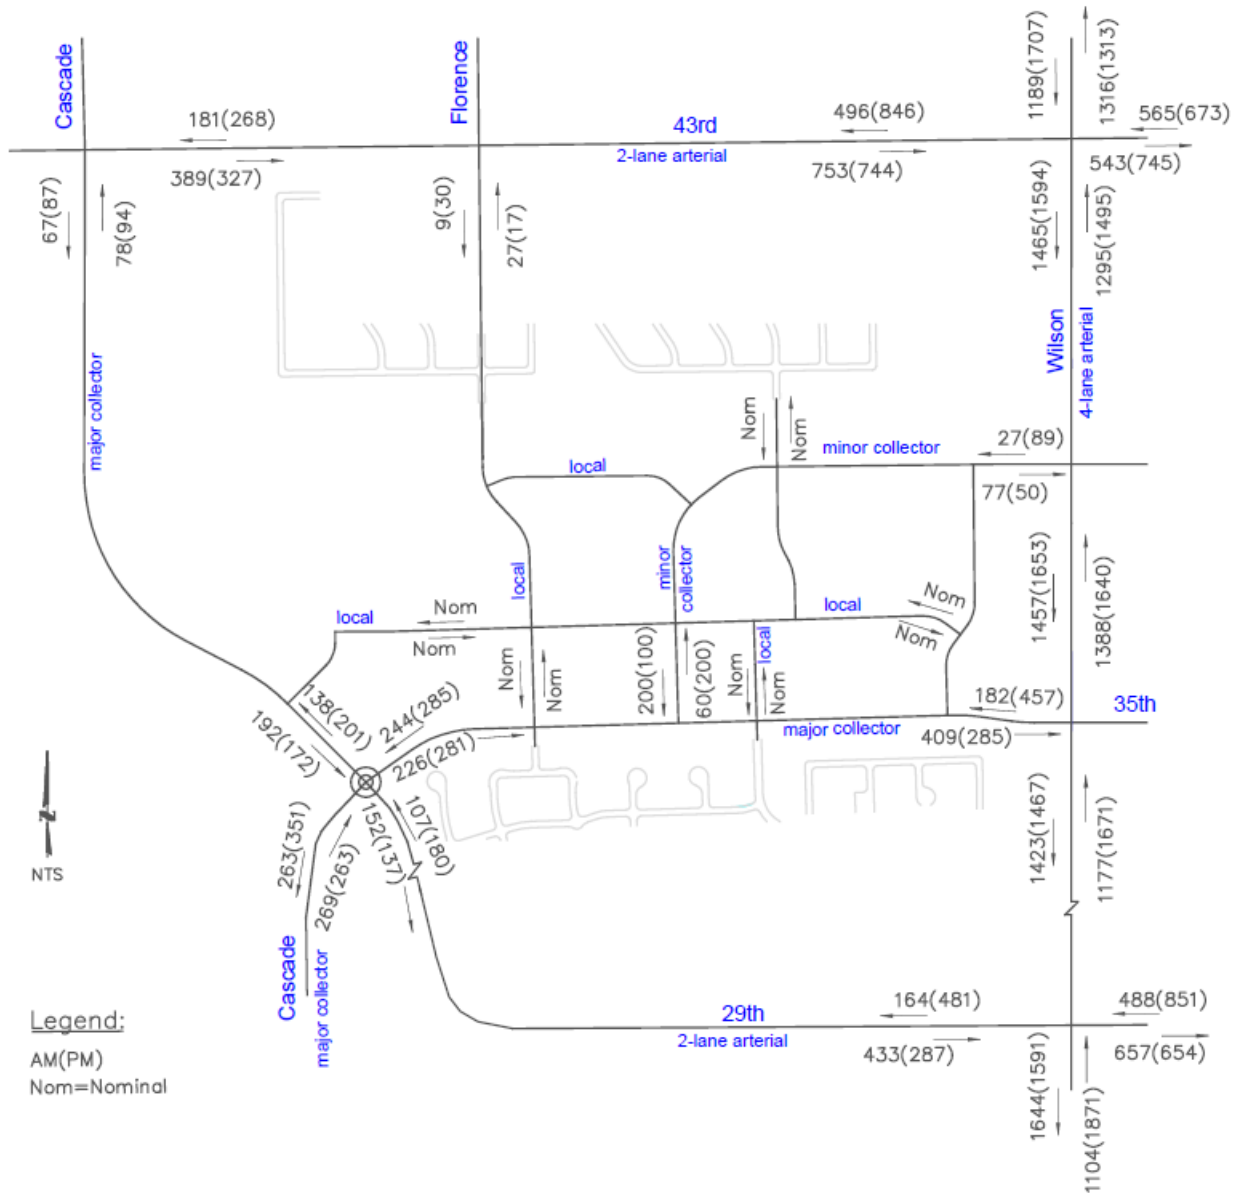 Cascade
Florence
1189(1707)
1316(1313)
181(268)
43rd
496(846)
565(673)
2-lane arterial
389(327)
753(744)
543(745)
67(87)
78(94)
9(30)
27(17)
1465(1594)
1295(1495)
Wilson
4-lane arterial
major collector
Nom
Nom
minor collector
27(89)
local
77(50)
local
minor
collector
1457(1653)
1388(1640)
local
Nom
Nom
local
Nom
Nom
Nom
Nom
200(100)
60(200)
Nom
local
Nom
138(201)
192(172)
244(285)
226(281)
182(457)
35th
major collector
409(285)
263(351)
269(263)
152(137)
107(180)
1423(1467)
1177(1671)
N
NTS
Cascade
major collector
29th
2-lane arterial
164(481)
433(287)
488(851)
657(654)
1644(1591)
1104(1871)
Legend:
AM(PM)
Nom=Nominal